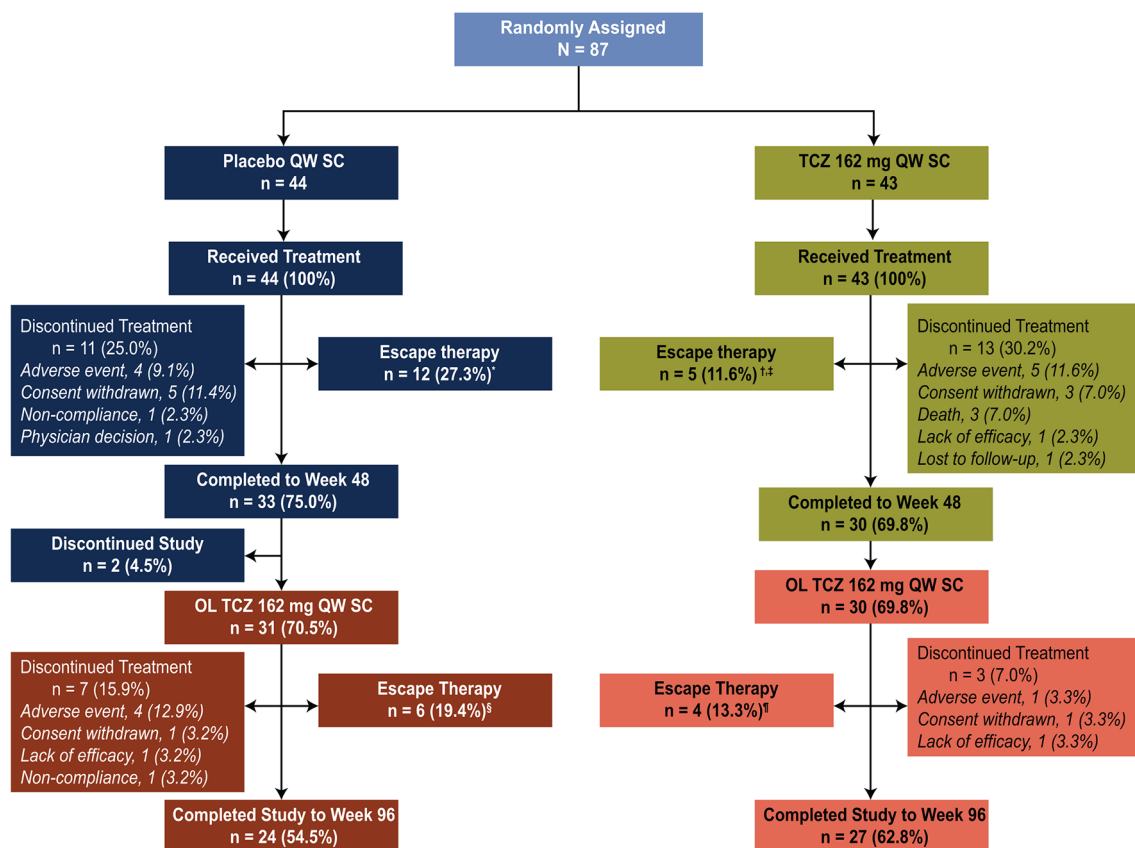 Randomly Assigned
N = 87
Placebo QW SC
n = 44
TCZ 162 mg QW SC
n = 43
Received Treatment
n = 44 (100%)
Received Treatment
n = 43 (100%)
Discontinued Treatment
n = 11 (25.0%)
Adverse event, 4 (9.1%)
Consent withdrawn, 5 (11.4%)
Non-compliance, 1 (2.3%)
Physician decision, 1 (2.3%)
Escape therapy
n = 12 (27.3%)*
Escape therapy
n = 5 (11.6%)†,‡
Discontinued Treatment
n = 13 (30.2%)
Adverse event, 5 (11.6%)
Consent withdrawn, 3 (7.0%)
Death, 3 (7.0%)
Lack of efficacy, 1 (2.3%)
Lost to follow-up, 1 (2.3%)
Completed to Week 48
n = 33 (75.0%)
Completed to Week 48
n = 30 (69.8%)
Discontinued Study
n = 2 (4.5%)
OL TCZ 162 mg QW SC
n = 31 (70.5%)
OL TCZ 162 mg QW SC
n = 30 (69.8%)
Discontinued Treatment
n = 7 (15.9%)
Adverse event, 4 (12.9%)
Consent withdrawn, 1 (3.2%)
Lack of efficacy, 1 (3.2%)
Non-compliance, 1 (3.2%)
Escape Therapy
n = 6 (19.4%)§
Escape Therapy
n = 4 (13.3%)¶
Discontinued Treatment
n = 3 (7.0%)
Adverse event, 1 (3.3%)
Consent withdrawn, 1 (3.3%)
Lack of efficacy, 1 (3.3%)
Completed Study to Week 96
n = 24 (54.5%)
Completed Study to Week 96
n = 27 (62.8%)